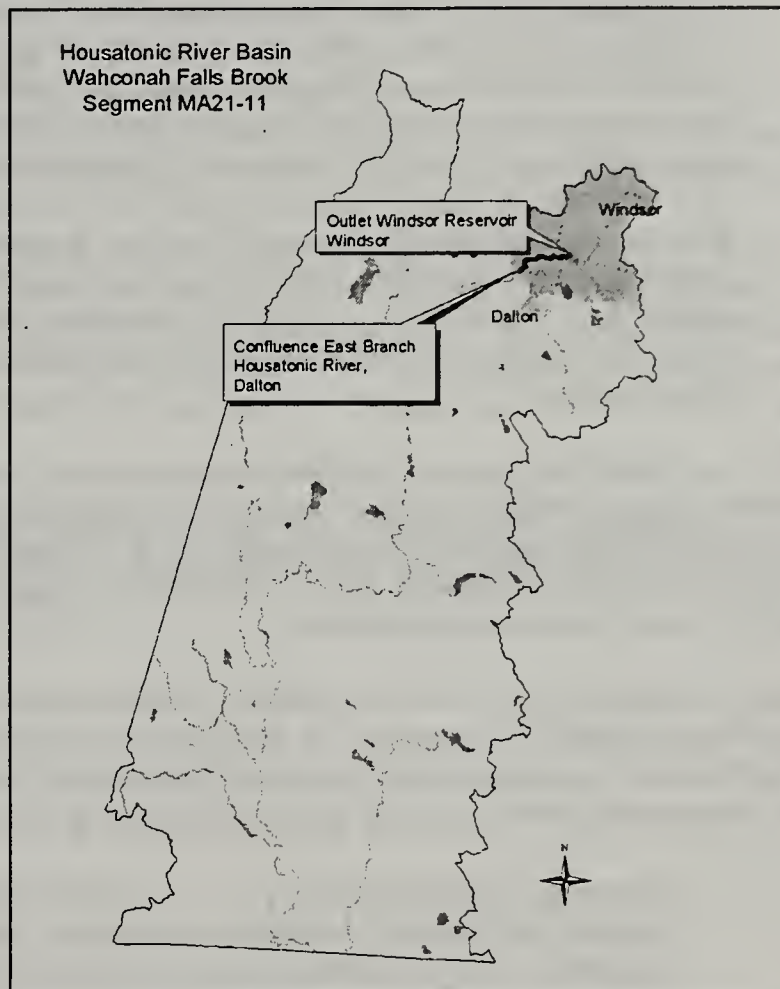 Housatonic River Basin
Wahconah Falls Brook
Segment MA21-11
Outlet Windsor Reservoir
Windsor
Windsor
Dalton
Confluence East Branch
Housatonic River,
Dalton
N